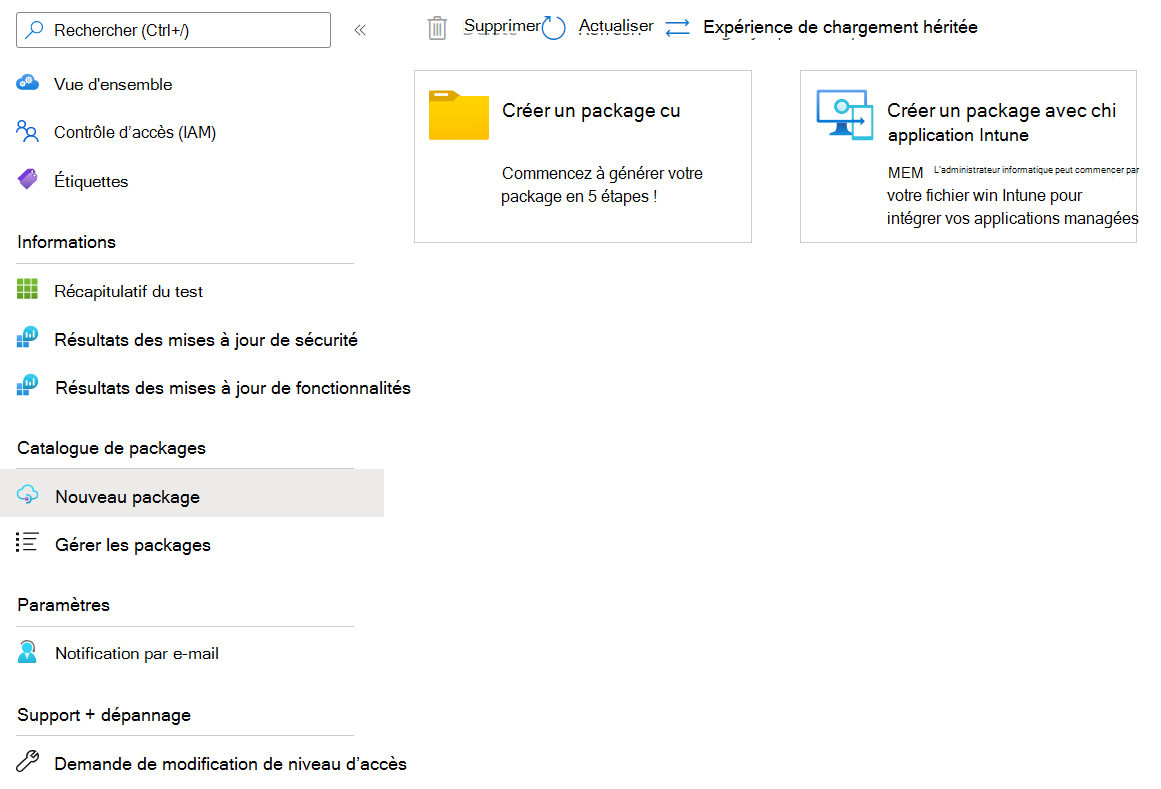 Rechercher (Ctrl+/)
«
Vue d'ensemble
Contrôle d’accès (IAM)
Étiquettes
Informations
Récapitulatif du test
Résultats des mises à jour de sécurité
Résultats des mises à jour de fonctionnalités
Catalogue de packages
Nouveau package
Gérer les packages
Paramètres
Notification par e-mail
Support + dépannage
Demande de modification de niveau d’accès
Supprimer Actualiser Expérience de chargement héritée
Créer un package cu
Commencez à générer votre
package en 5 étapes !
Créer un package avec chi
application Intune
MEM L'administrateur informatique peut commencer par
votre fichier win Intune pour
intégrer vos applications managées